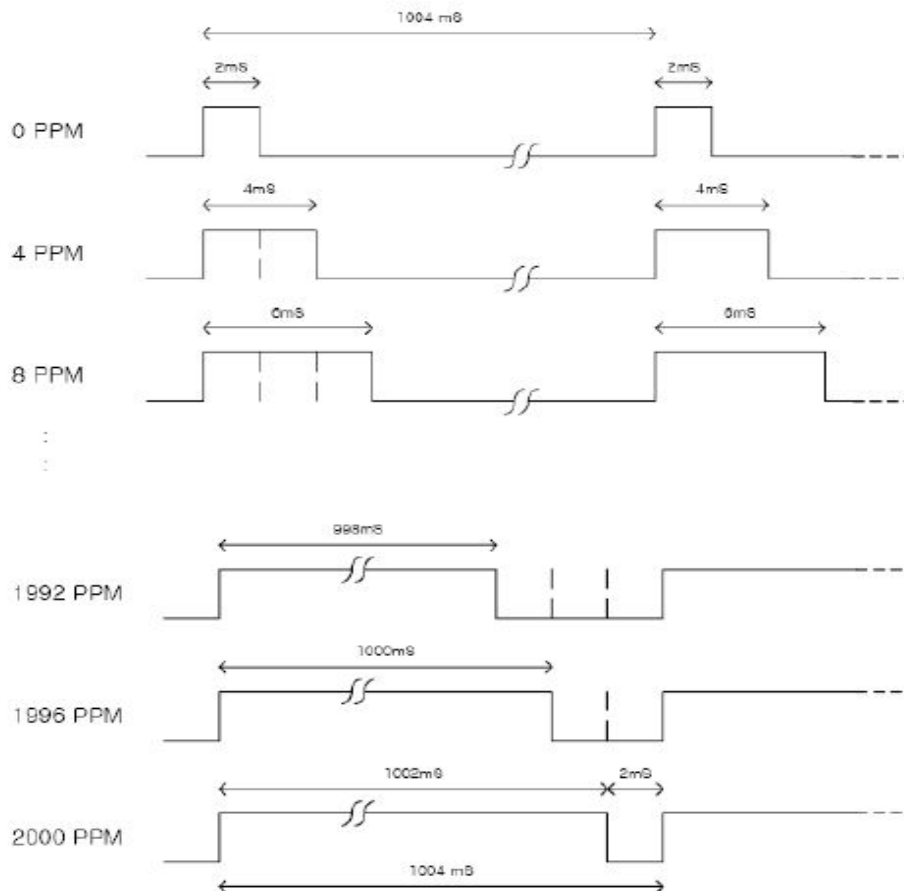 1004 mS
2mS 2mS
0 PPM
4mS 4mS
4 PPM
6mS 6mS
8 PPM
:
:
998mS
1992 PPM
1000mS
1996 PPM
1002mS 2mS
2000 PPM
1004 mS